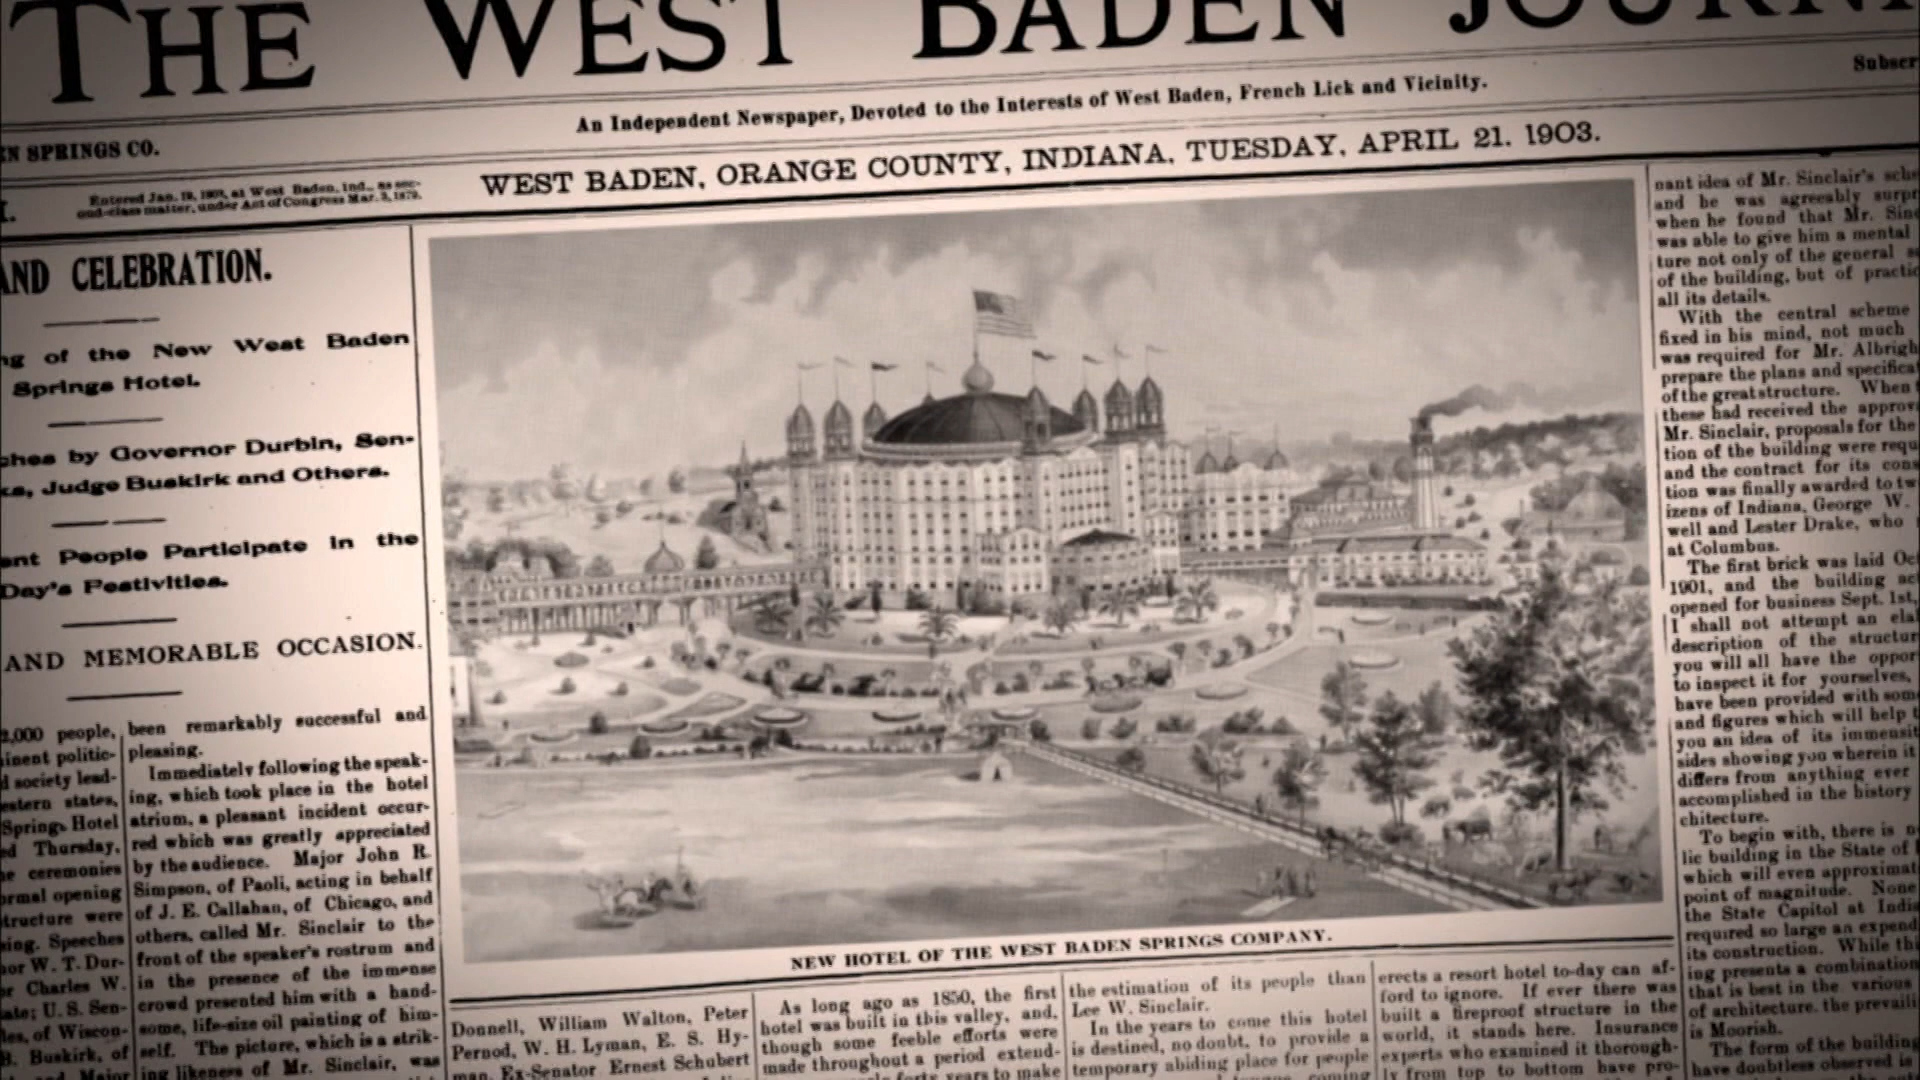 THE WEST BADEN JOURN
An Independent Newspaper, Devoted to the Interests of West Baden, French Lick and Vicinity.
Subscr
EN SPRINGS CO.
Entered Jan. 19, 1903, at West Baden, Ind., as sec-
ond-class matter, under Act of Congress Mar. 3, 1879.
WEST BADEN, ORANGE COUNTY, INDIANA, TUESDAY, APRIL 21. 1903.
AND CELEBRATION.
ng of the New West Baden
Springs Hotel.
ches by Governor Durbin, Sen-
ks, Judge Buskirk and Others.
ent People Participate in the
Day's Festivities.
AND MEMORABLE OCCASION.
2,000 people,
inent politic-
d society lead-
estern states,
Springs Hotel
ed Thursday,
he ceremonies
ormal opening
tructure were
sing. Speeches
nor W. T. Dur-
or Charles W.
ate; U. S. Sen-
les, of Wiscon-
H. Buskirk, of
and Major
been remarkably successful and
pleasing.
Immediately following the speak-
ing, which took place in the hotel
atrium, a pleasant incident occur-
red which was greatly appreciated
by the audience. Major John R.
Simpson, of Paoli, acting in behalf
of J. E. Callahan, of Chicago, and
others, called Mr. Sinclair to the
front of the speaker's rostrum and
in the presence of the immense
crowd presented him with a hand-
some, life-size oil painting of him-
self. The picture, which is a strik-
ing likeness of Mr. Sinclair, was
NEW HOTEL OF THE WEST BADEN SPRINGS COMPANY.
Donnell, William Walton, Peter
Pernod, W. H. Lyman, E. S. Hy-
man, Ex-Senator Ernest Schubert
As long ago as 1850, the first
hotel was built in this valley, and,
though some feeble efforts were
made throughout a period extend-
forty years to make
the estimation of its people than
Lee W. Sinclair.
In the years to come this hotel
is destined, no doubt, to provide a
temporary abiding place for people
coming
erects a resort hotel to-day can af-
ford to ignore. If ever there was
built a fireproof structure in the
world, it stands here. Insurance
experts who examined it thorough-
ly from top to bottom have pro-
nant idea of Mr. Sinclair's sche
and he was agreeably surpr
when he found that Mr. Sinc
was able to give him a mental
ture not only of the general s
of the building, but of practic
all its details.
With the central scheme
fixed in his mind, not much
was required for Mr. Albrigh
prepare the plans and specificat
of the great structure. When t
these had received the approv
Mr. Sinclair, proposals for the
tion of the building were requ
and the contract for its cons
tion was finally awarded to tw
izens of Indiana, George W.
well and Lester Drake, who
at Columbus.
The first brick was laid Oc
1901, and the building ac
opened for business Sept. 1st,
I shall not attempt an elal
description of the structur
you will all have the oppor
to inspect it for yourselves,
have been provided with some
and figures which will help t
you an idea of its immensit
sides showing you wherein it
differs from anything ever
accomplished in the history
chitecture.
To begin with, there is n
lic building in the State of I
which will even approximat
point of magnitude. None
the State Capitol at India
required so large an expend
its construction. While thi
ing presents a combination
that is best in the various
of architecture, the prevaili
is Moorish.
The form of the building
have doubtless observed is